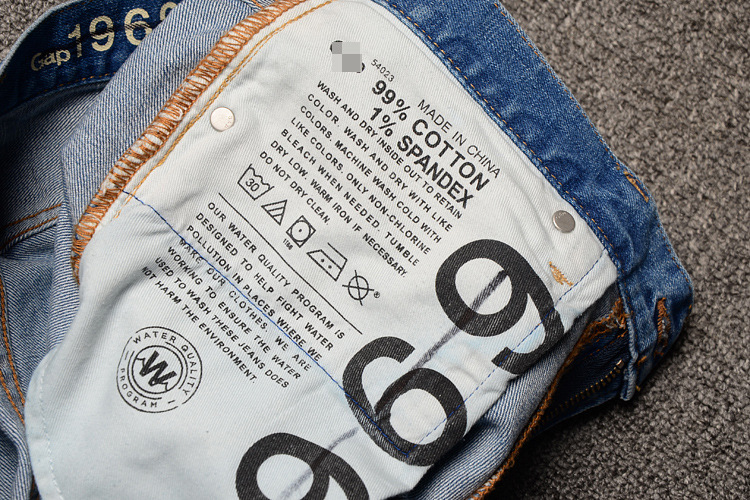 Gap 1969
54023
MADE IN CHINA
99% COTTON
1% SPANDEX
WASH AND DRY INSIDE OUT TO RETAIN
COLOR. WASH AND DRY WITH LIKE
COLORS. MACHINE WASH COLD WITH
LIKE COLORS. ONLY NON-CHLORINE
BLEACH WHEN NEEDED. TUMBLE
DRY LOW. WARM IRON IF NECESSARY.
DO NOT DRY CLEAN.
30
OUR WATER QUALITY PROGRAM IS
DESIGNED TO HELP FIGHT WATER
POLLUTION IN PLACES WHERE WE
MAKE OUR CLOTHES. WE ARE
WORKING TO ENSURE THE WATER
USED TO WASH THESE JEANS DOES
NOT HARM THE ENVIRONMENT.
WATER QUALITY
W
PROGRAM
969